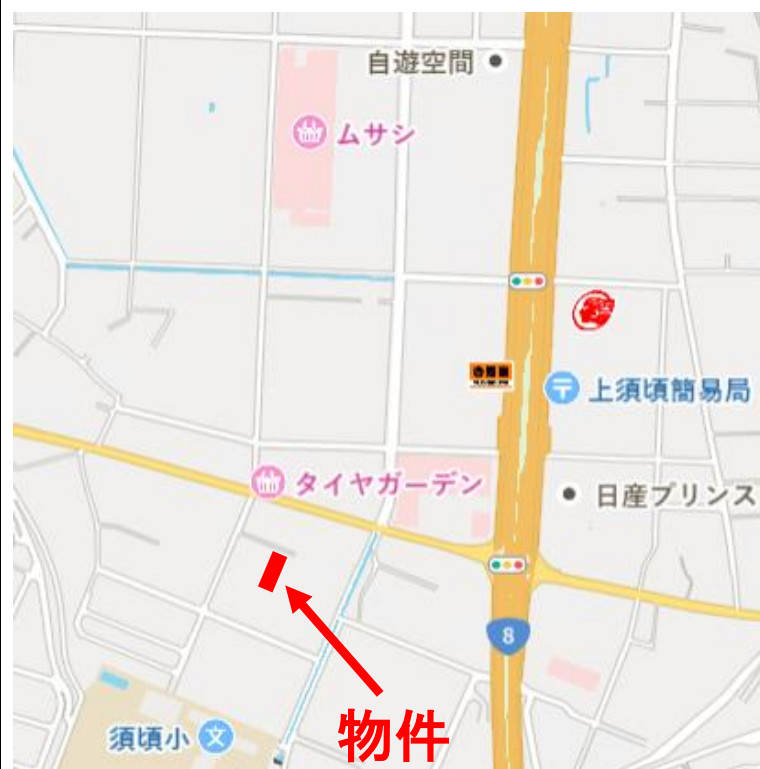 自遊空間
ムサシ
上須頃簡易局
タイヤガーデン
日産プリンス
8
須頃小
文
物件